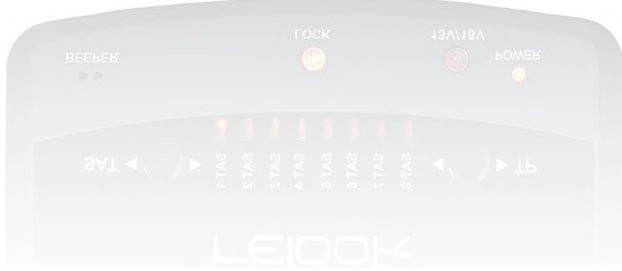 LOCK
13V/18V
BEEPER
POWER
SAT
SAT 1
SAT 2
SAT 3
SAT 4
SAT 5
SAT 6
SAT 7
SAT 8
TP